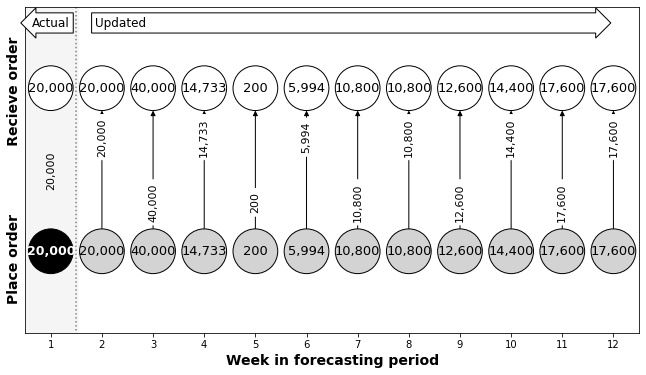 Actual Updated
Recieve order
20,000 20,000 40,000 14,733 200 5,994 10,800 10,800 12,600 14,400 17,600 17,600
20,000 20,000 40,000 14,733 200 5,994 10,800 10,800 12,600 14,400 17,600 17,600
Place order
20,000 20,000 40,000 14,733 200 5,994 10,800 10,800 12,600 14,400 17,600 17,600
1 2 3 4 5 6 7 8 9 10 11 12
Week in forecasting period